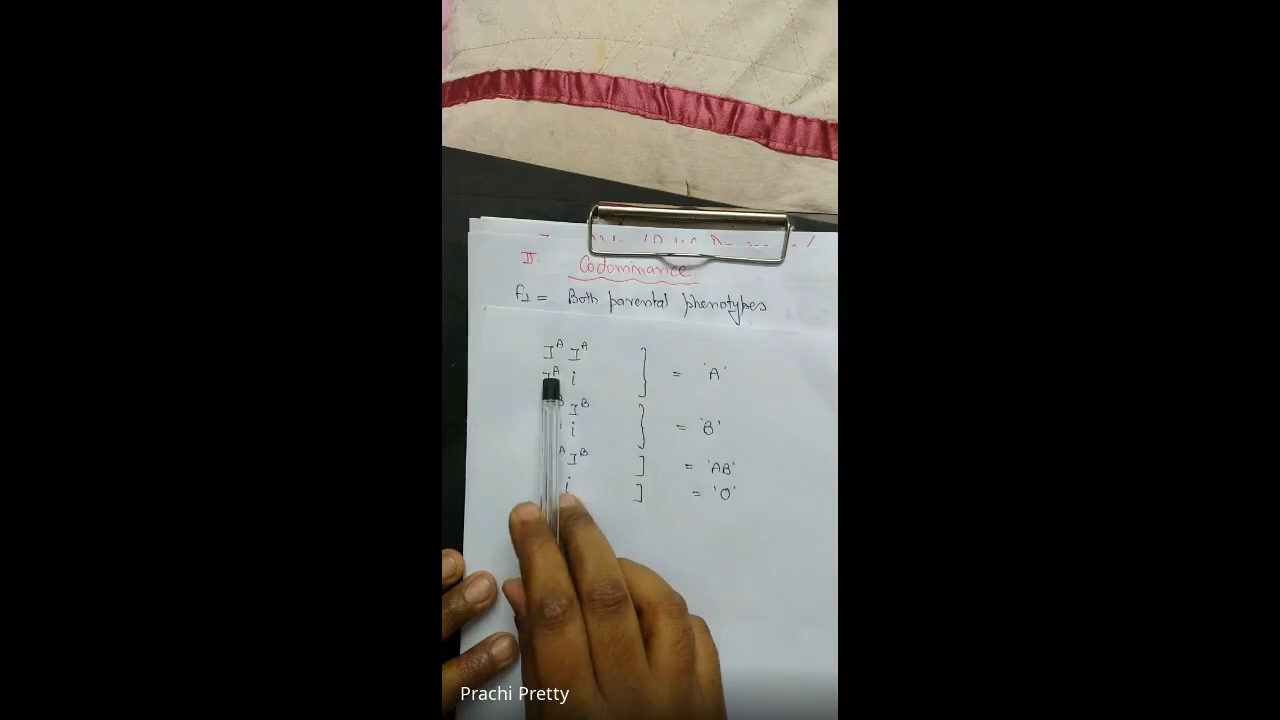 II. Codominance
F1 = Both parental phenotypes
I^A I^A
I^A i ] = 'A'
B I^B
i } = 'B'
A I^B ] = 'AB'
i ] = 'O'
Prachi Pretty